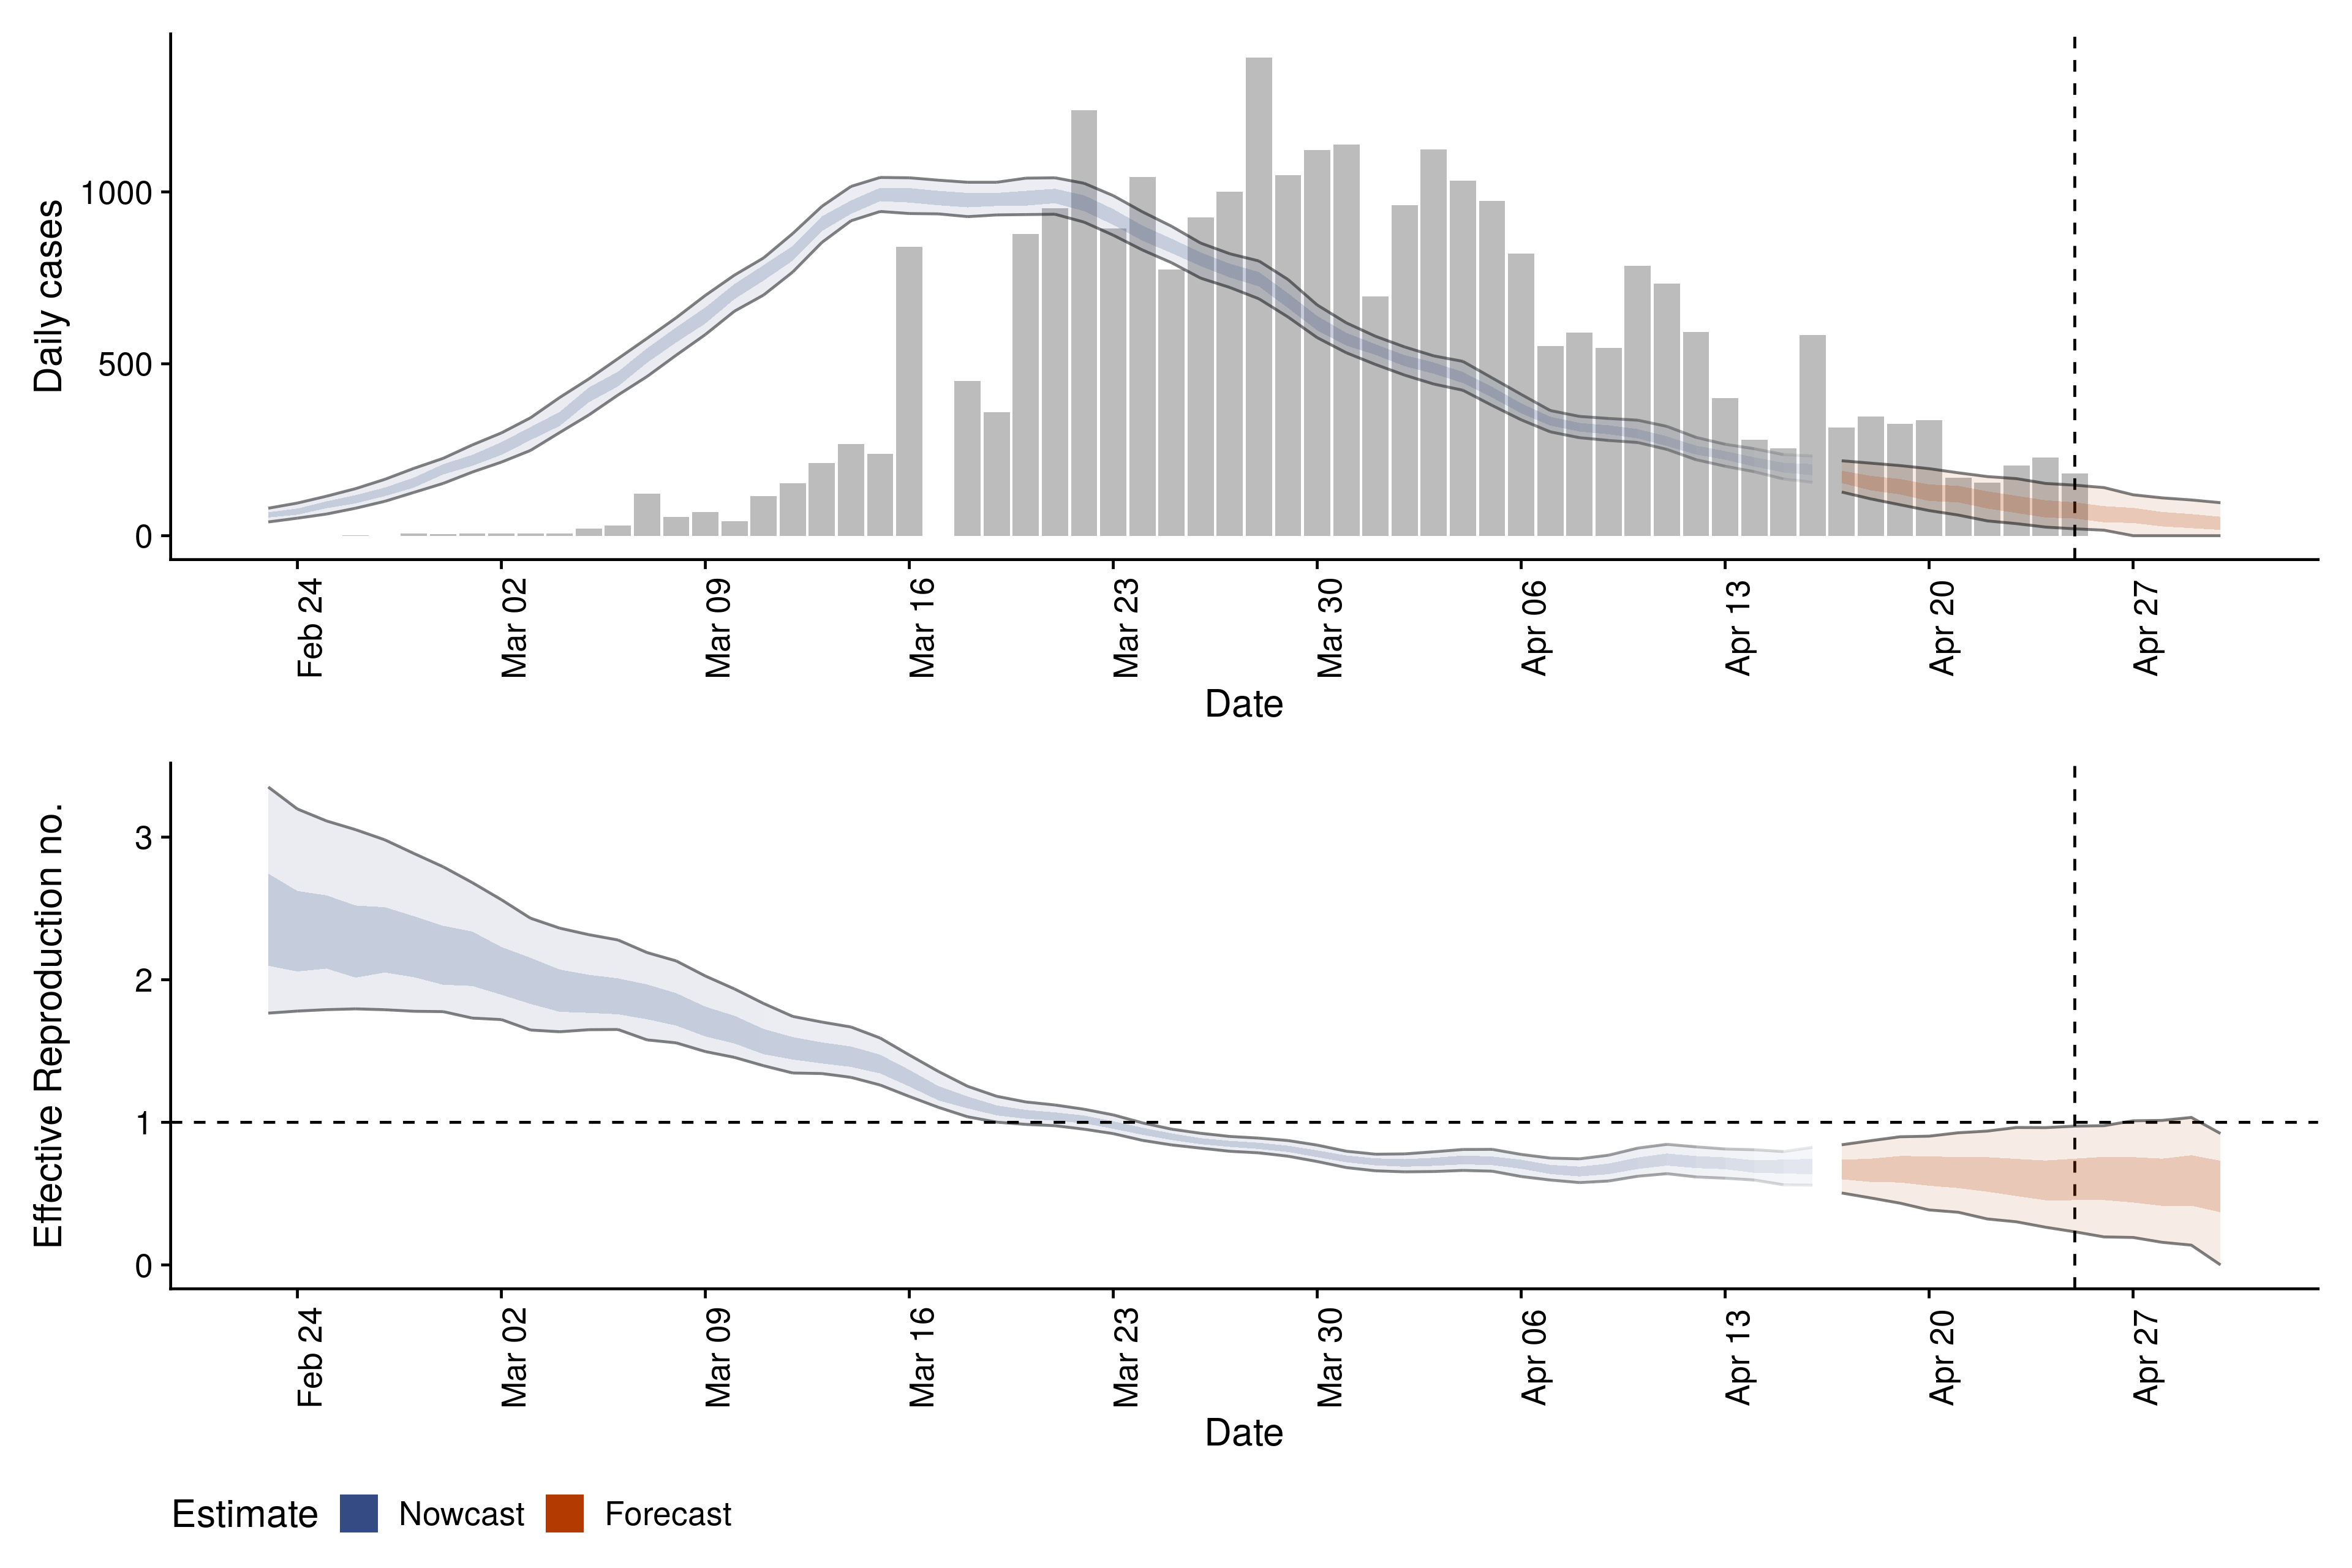 Daily cases
1000
500
0
Feb 24
Mar 02
Mar 09
Mar 16
Mar 23
Mar 30
Apr 06
Apr 13
Apr 20
Apr 27
Date
Effective Reproduction no.
3
2
1
0
Feb 24
Mar 02
Mar 09
Mar 16
Mar 23
Mar 30
Apr 06
Apr 13
Apr 20
Apr 27
Date
Estimate Nowcast Forecast